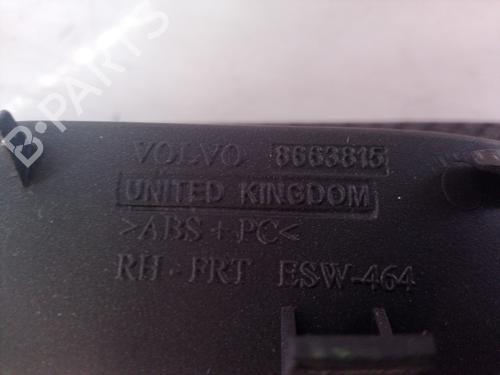 B-PARTS
VOLVO 8663815
UNITED KINGDOM
>ABS+PC<
RH-FRT ESW-464